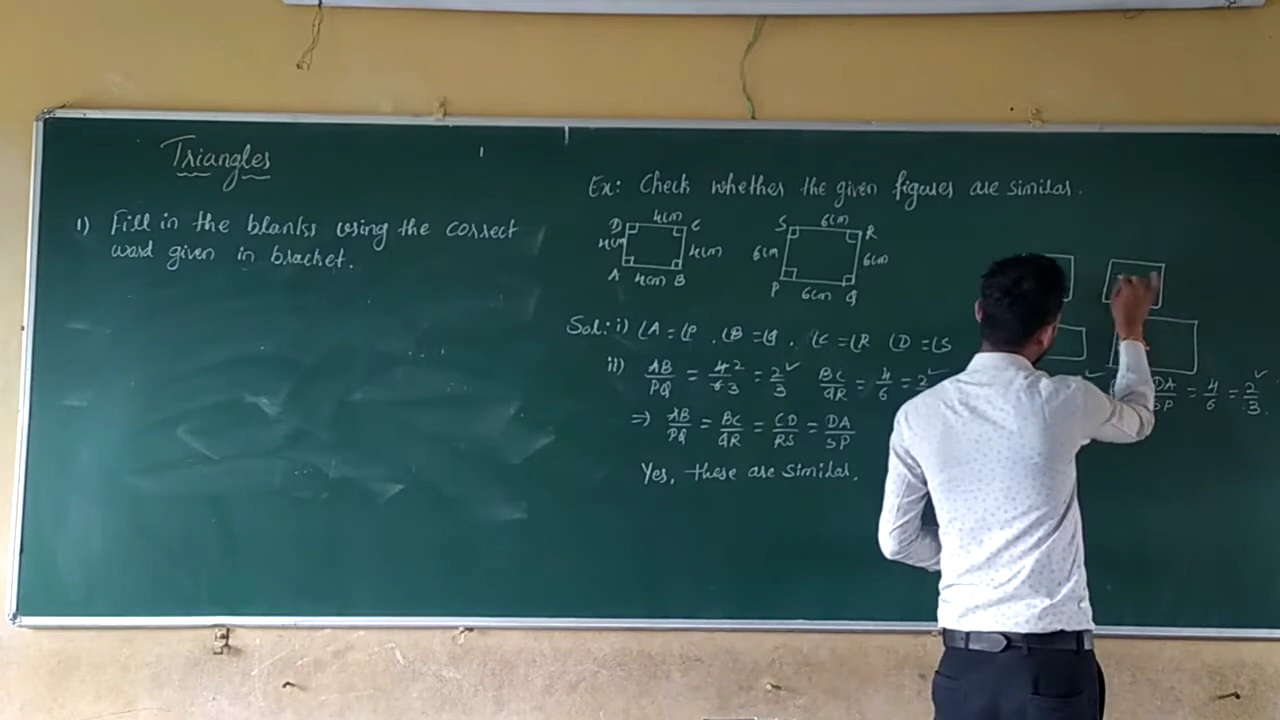 Triangles
1) Fill in the blanks using the correct
word given in bracket.
Ex: Check whether the given figures are similar.
D 4cm C
4cm 4cm
A 4cm B
S 6cm R
6cm 6cm
P 6cm Q
Sol: i) ∠A = ∠P , ∠B = ∠Q , ∠C = ∠R ∠D = ∠S
ii) AB/PQ = 4/6 2/3 = 2/3 ✓ BC/QR = 4/6 = 2 ✓ DA/SP = 4/6 = 2/3 ✓
⇒ AB/PQ = BC/QR = CD/RS = DA/SP
Yes, these are similar.